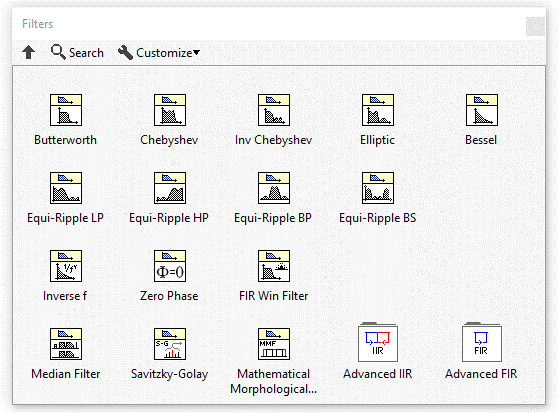 Filters
Search Customize
Butterworth Chebyshev Inv Chebyshev Elliptic Bessel
Equi-Ripple LP Equi-Ripple HP Equi-Ripple BP Equi-Ripple BS
1/fγ Φ=0
Inverse f Zero Phase FIR Win Filter
S-G MMF IIR FIR
Median Filter Savitzky-Golay Mathematical Advanced IIR Advanced FIR
Morphological...